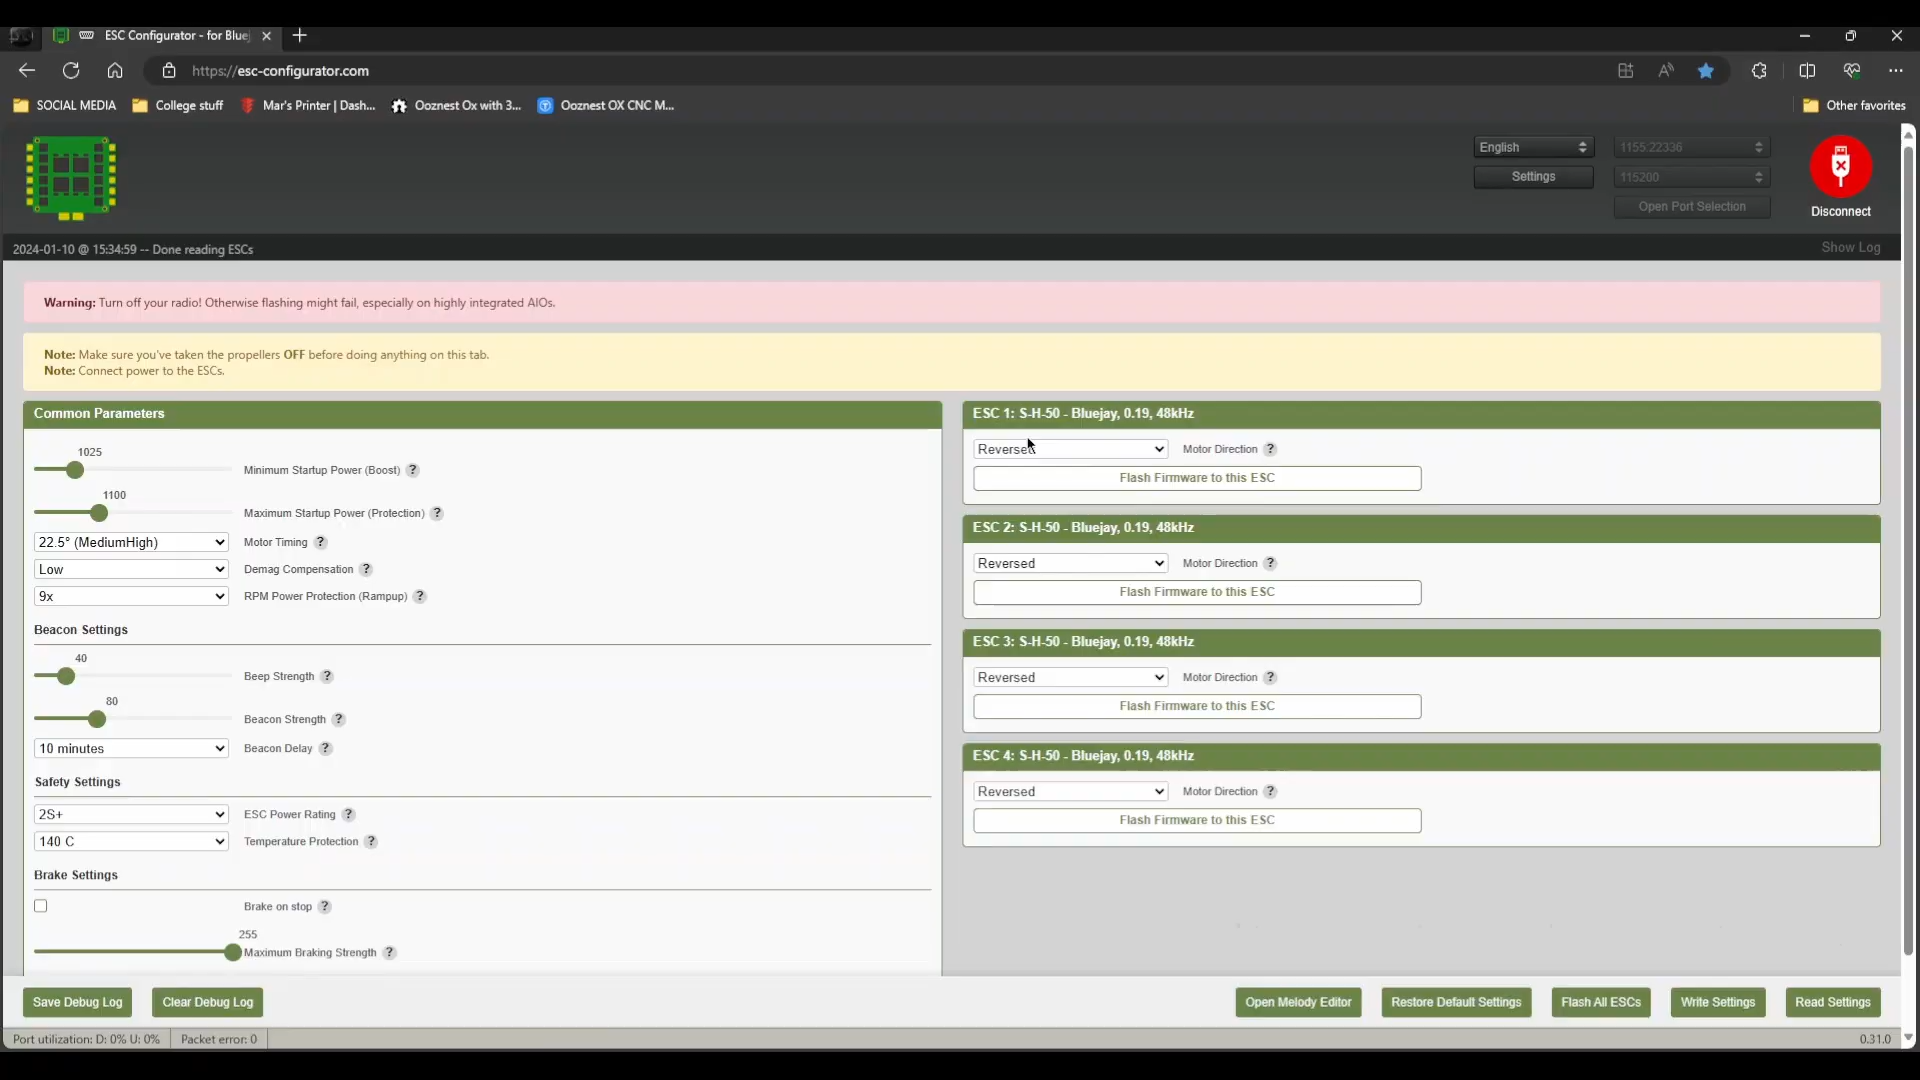 ESC Configurator - for Blue
https://esc-configurator.com
SOCIAL MEDIA
College stuff
Mar's Printer | Dash...
Ooznest Ox with 3...
Ooznest OX CNC M...
Other favorites
English
1155:22336
Settings
115200
Open Port Selection
Disconnect
2024-01-10 @ 15:34:59 -- Done reading ESCs
Show Log
Warning: Turn off your radio! Otherwise flashing might fail, especially on highly integrated AIOs.
Note: Make sure you've taken the propellers OFF before doing anything on this tab.
Note: Connect power to the ESCs.
Common Parameters
1025
Minimum Startup Power (Boost) ?
1100
Maximum Startup Power (Protection) ?
22.5° (MediumHigh) Motor Timing ?
Low Demag Compensation ?
9x RPM Power Protection (Rampup) ?
Beacon Settings
40
Beep Strength ?
80
Beacon Strength ?
10 minutes Beacon Delay ?
Safety Settings
2S+ ESC Power Rating ?
140 C Temperature Protection ?
Brake Settings
Brake on stop ?
255
Maximum Braking Strength ?
ESC 1: S-H-50 - Bluejay, 0.19, 48kHz
Reversed Motor Direction ?
Flash Firmware to this ESC
ESC 2: S-H-50 - Bluejay, 0.19, 48kHz
Reversed Motor Direction ?
Flash Firmware to this ESC
ESC 3: S-H-50 - Bluejay, 0.19, 48kHz
Reversed Motor Direction ?
Flash Firmware to this ESC
ESC 4: S-H-50 - Bluejay, 0.19, 48kHz
Reversed Motor Direction ?
Flash Firmware to this ESC
Save Debug Log
Clear Debug Log
Open Melody Editor
Restore Default Settings
Flash All ESCs
Write Settings
Read Settings
Port utilization: D: 0% U: 0%
Packet error: 0
0.31.0